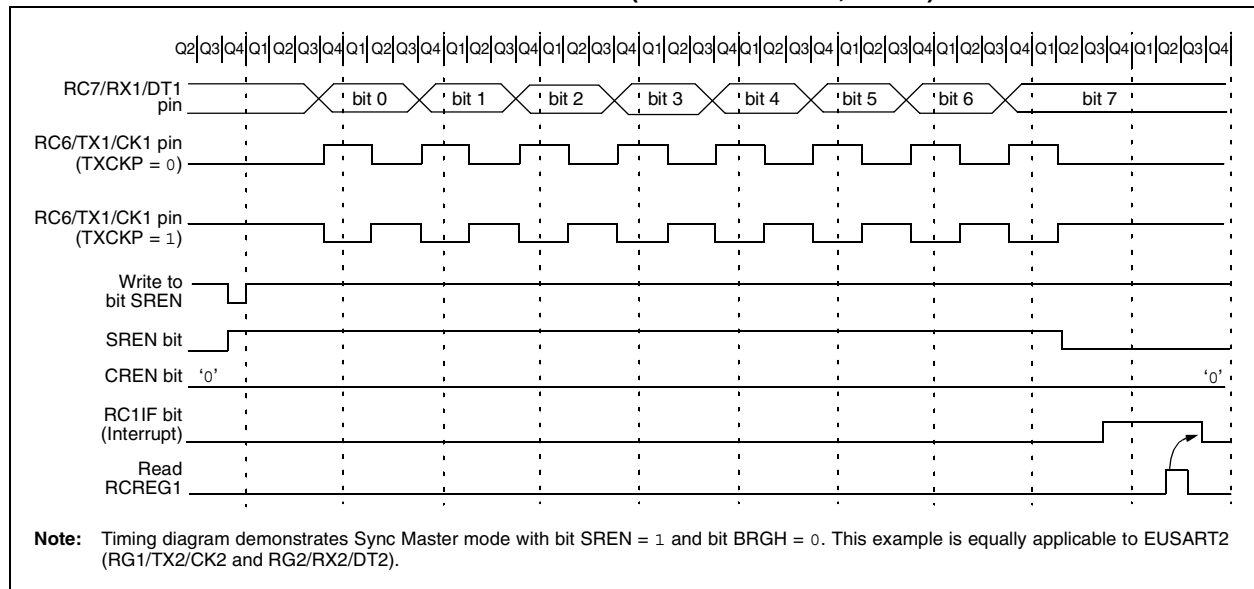 Q2|Q3|Q4|Q1|Q2|Q3|Q4|Q1|Q2|Q3|Q4|Q1|Q2|Q3|Q4|Q1|Q2|Q3|Q4|Q1|Q2|Q3|Q4|Q1|Q2|Q3|Q4|Q1|Q2|Q3|Q4|Q1|Q2|Q3|Q4|Q1|Q2|Q3|Q4|Q1|Q2|Q3|Q4
RC7/RX1/DT1
pin
bit 0 bit 1 bit 2 bit 3 bit 4 bit 5 bit 6 bit 7
RC6/TX1/CK1 pin
(TXCKP = 0)
RC6/TX1/CK1 pin
(TXCKP = 1)
Write to
bit SREN
SREN bit
CREN bit ‘0’ ‘0’
RC1IF bit
(Interrupt)
Read
RCREG1
Note: Timing diagram demonstrates Sync Master mode with bit SREN = 1 and bit BRGH = 0. This example is equally applicable to EUSART2
(RG1/TX2/CK2 and RG2/RX2/DT2).